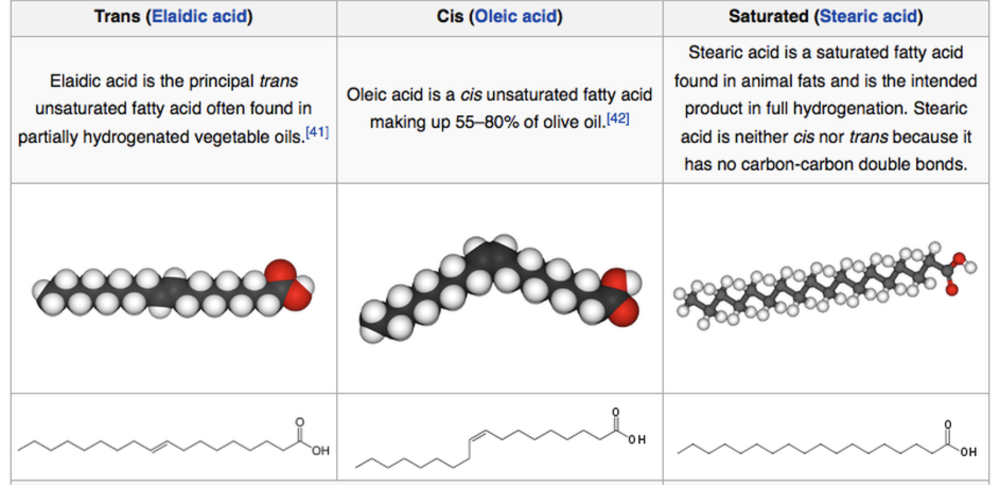 Trans (Elaidic acid)
Cis (Oleic acid)
Saturated (Stearic acid)
Elaidic acid is the principal trans
unsaturated fatty acid often found in
partially hydrogenated vegetable oils.[41]
Oleic acid is a cis unsaturated fatty acid
making up 55–80% of olive oil.[42]
Stearic acid is a saturated fatty acid
found in animal fats and is the intended
product in full hydrogenation. Stearic
acid is neither cis nor trans because it
has no carbon-carbon double bonds.
O
OH
O
OH
O
OH